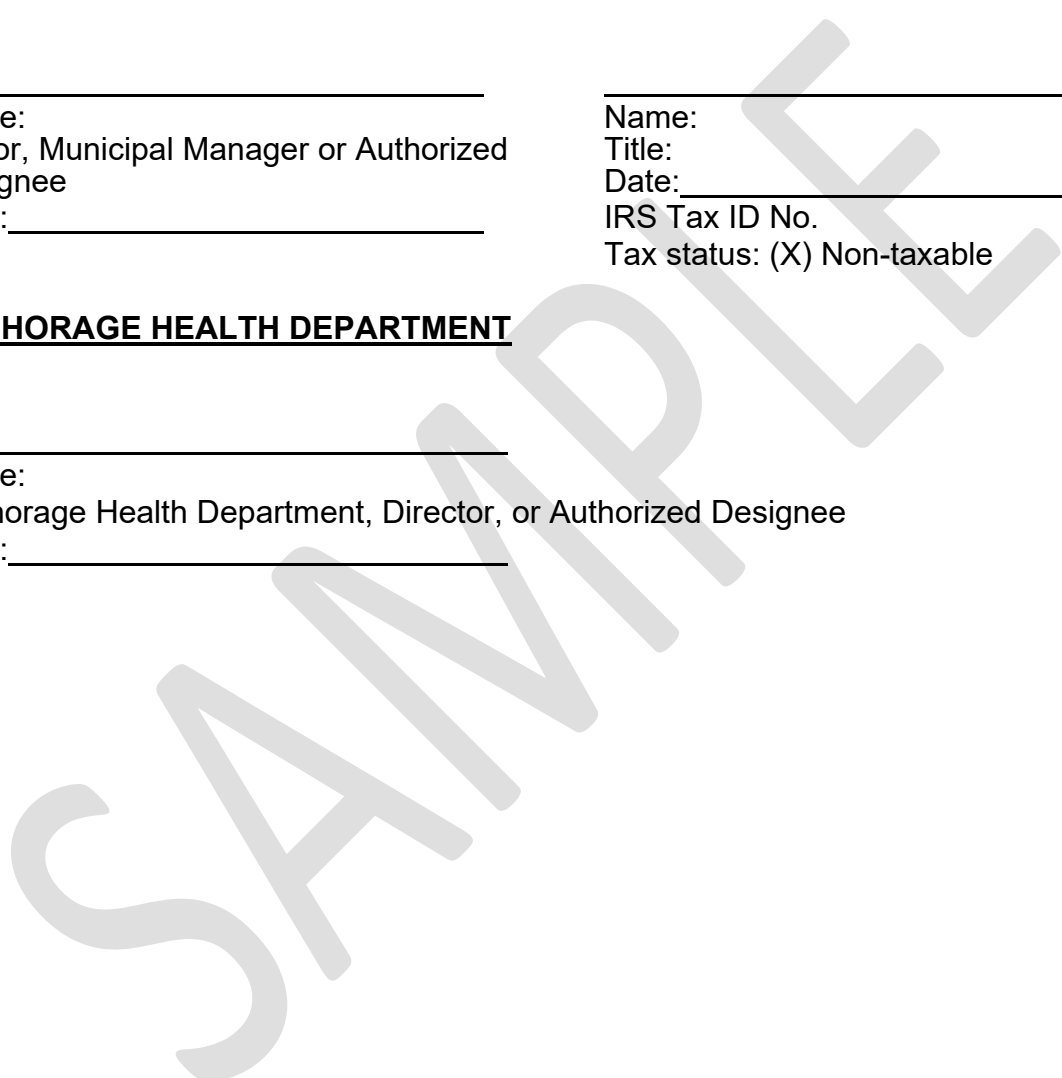 e:
or, Municipal Manager or Authorized
gnee
:
Name:
Title:
Date:
IRS Tax ID No.
Tax status: (X) Non-taxable
HORAGE HEALTH DEPARTMENT
e:
horage Health Department, Director, or Authorized Designee
:
SAMPLE